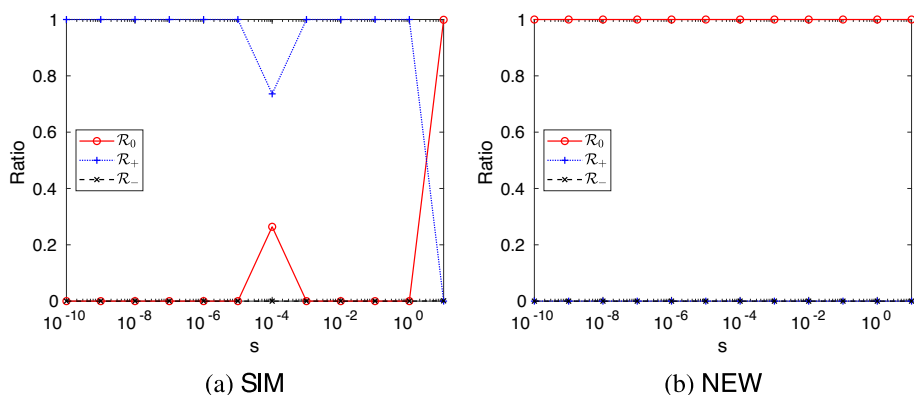 1
0.8
0.6
0.4
0.2
0
Ratio
R₀
R₊
R₋
10⁻¹⁰ 10⁻⁸ 10⁻⁶ 10⁻⁴ 10⁻² 10⁰
s
(a) SIM
1
0.8
0.6
0.4
0.2
0
Ratio
R₀
R₊
R₋
10⁻¹⁰ 10⁻⁸ 10⁻⁶ 10⁻⁴ 10⁻² 10⁰
s
(b) NEW